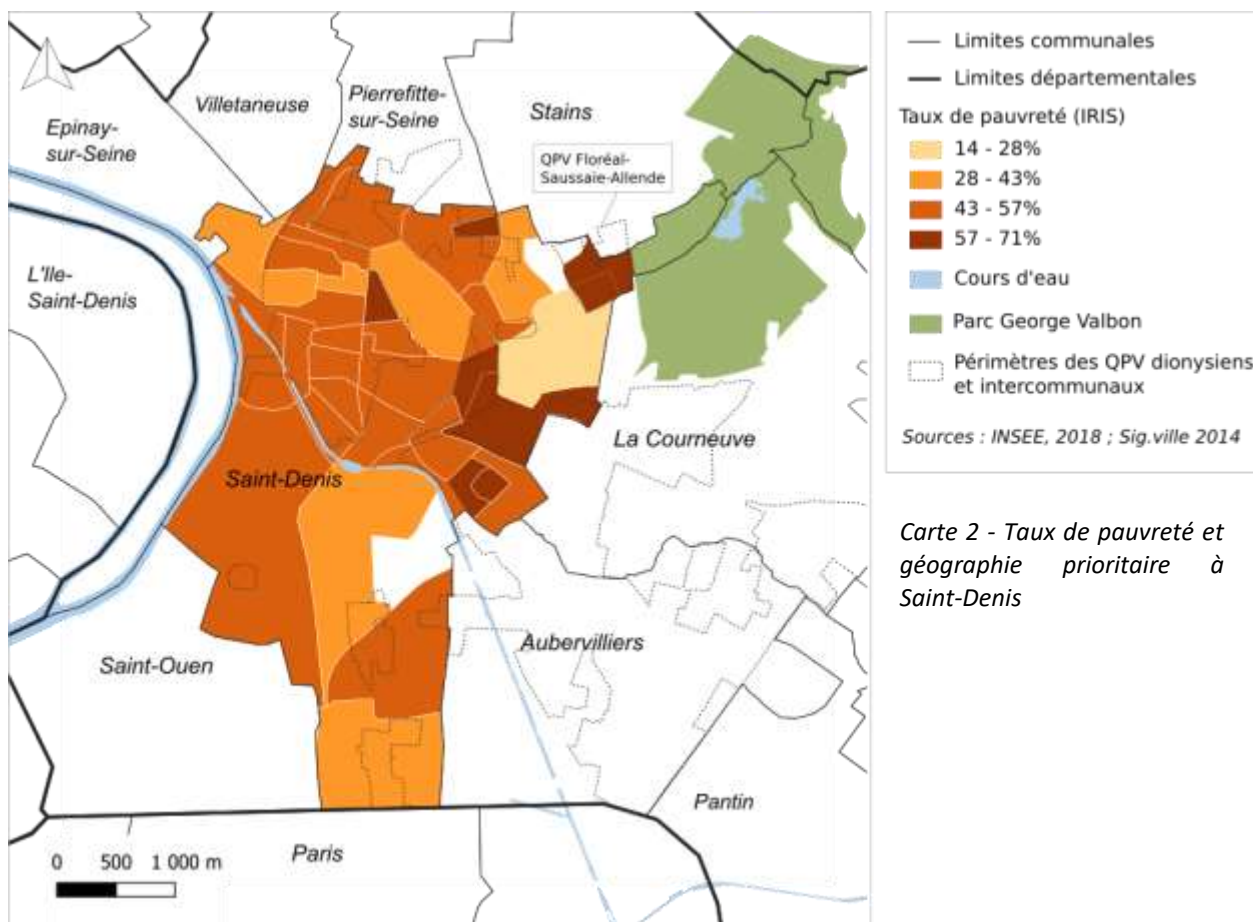 Villetaneuse
Pierrefitte-
sur-Seine
Stains
Epinay-
sur-Seine
QPV Floréal-
Saussaie-Allende
L'Ile-
Saint-Denis
La Courneuve
Saint-Denis
Aubervilliers
Saint-Ouen
Pantin
Paris
0 500 1 000 m
Limites communales
Limites départementales
Taux de pauvreté (IRIS)
14 - 28%
28 - 43%
43 - 57%
57 - 71%
Cours d'eau
Parc George Valbon
Périmètres des QPV dionysiens
et intercommunaux
Sources : INSEE, 2018 ; Sig.ville 2014
Carte 2 - Taux de pauvreté et
géographie prioritaire à
Saint-Denis